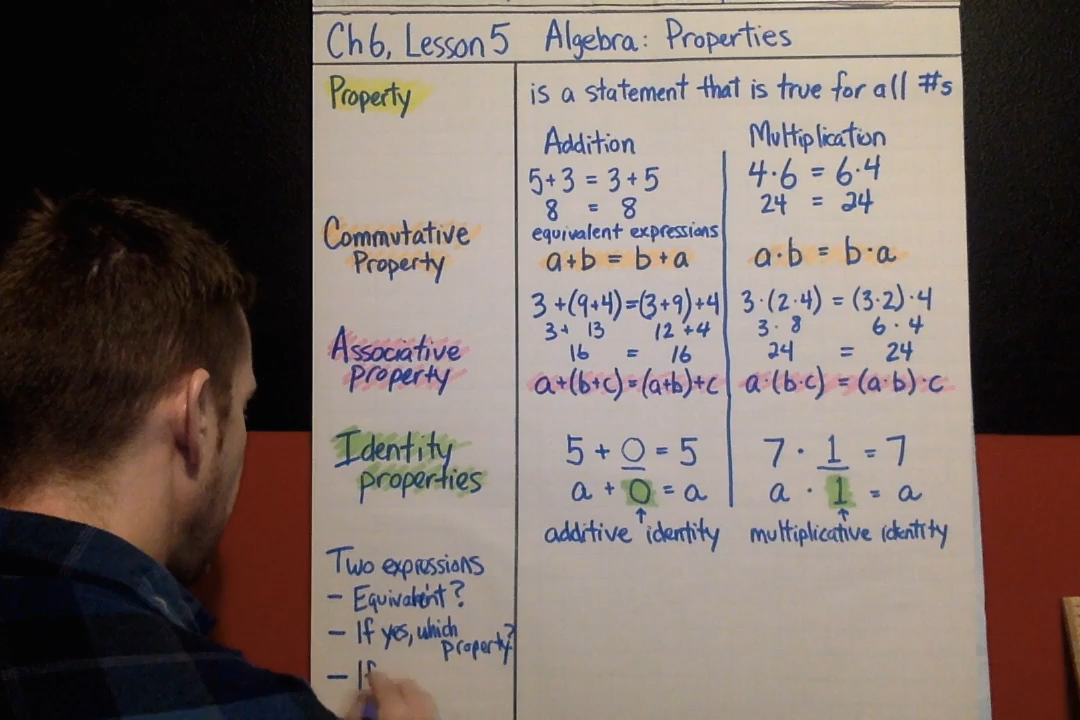 Ch 6, Lesson 5 Algebra: Properties
Property is a statement that is true for all #s
Addition Multiplication
5+3 = 3+5 4·6 = 6·4
8 = 8 24 = 24
Commutative Property
equivalent expressions
a+b = b+a a·b = b·a
3+(9+4)=(3+9)+4 3·(2·4) = (3·2)·4
3+ 13 12+4 3· 8 6·4
16 = 16 24 = 24
Associative property
a+(b+c)=(a+b)+c a·(b·c) = (a·b)·c
Identity properties
5 + 0 = 5 7 · 1 = 7
a + 0 = a a · 1 = a
↑ ↑
additive identity multiplicative identity
Two expressions
- Equivalent?
- If yes, which
property?
- If